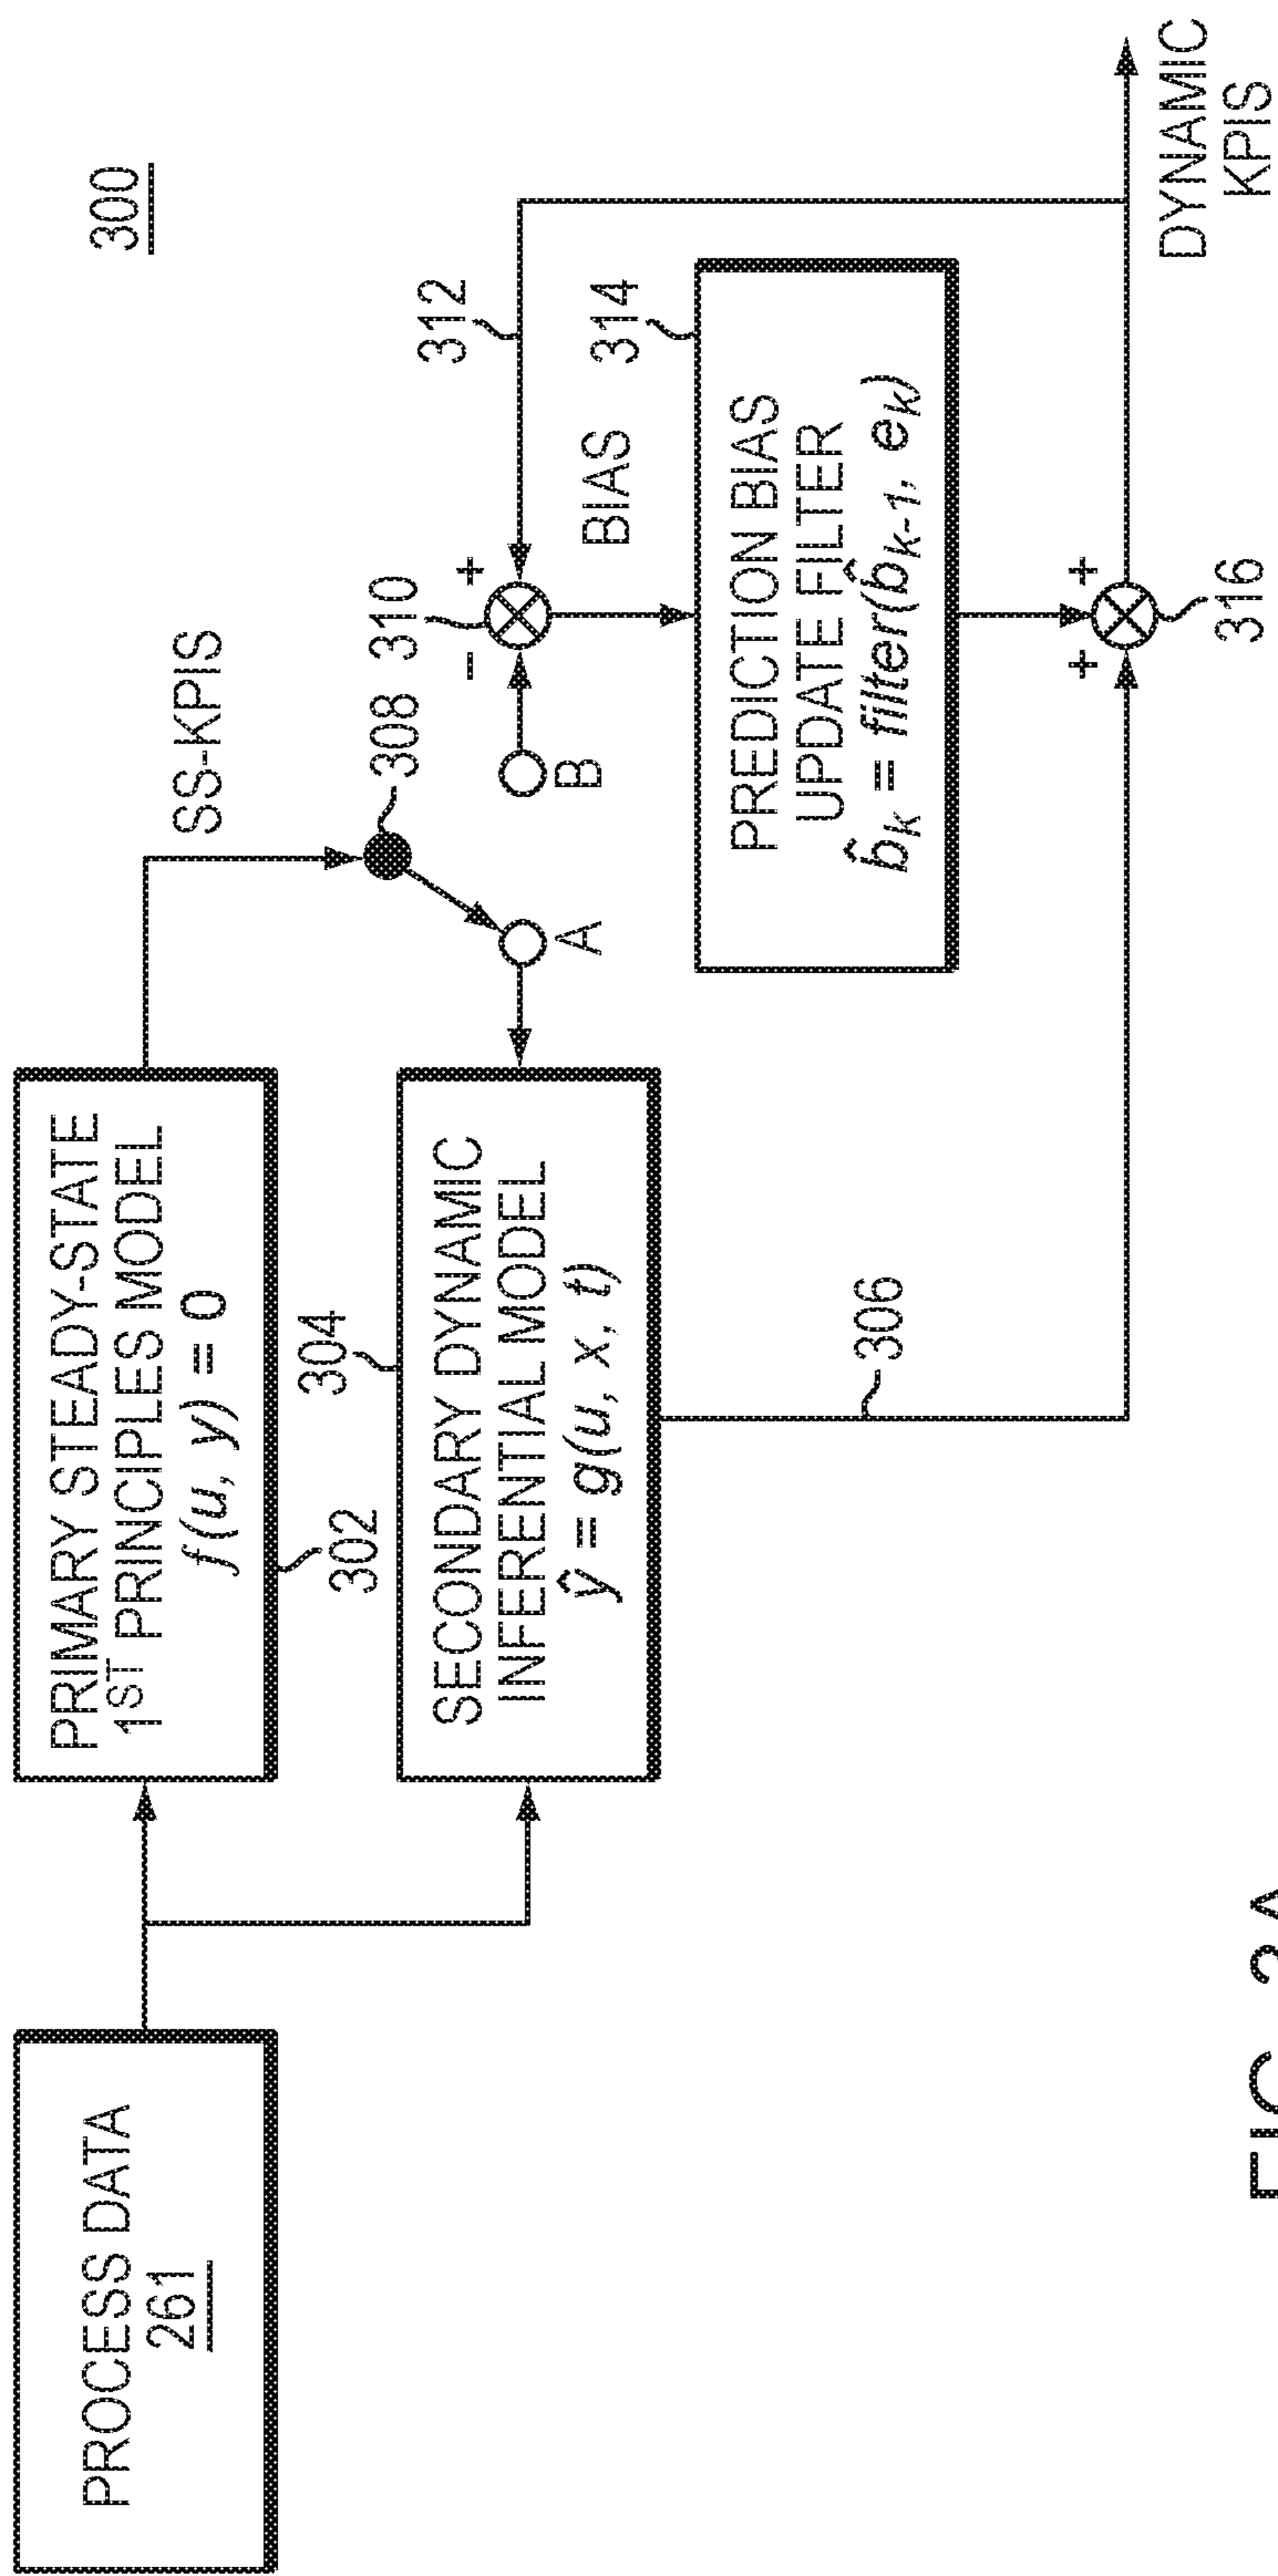 300
PROCESS DATA
261
PRIMARY STEADY-STATE
1ST PRINCIPLES MODEL
f(u, y) = 0
302
SS-KPIS
304
SECONDARY DYNAMIC
INFERENTIAL MODEL
ŷ = g(u, x, t)
306
308
A
B
310
−
+
312
BIAS
314
PREDICTION BIAS
UPDATE FILTER
b̂k = filter(b̂k-1, ek)
+
+
316
DYNAMIC
KPIS